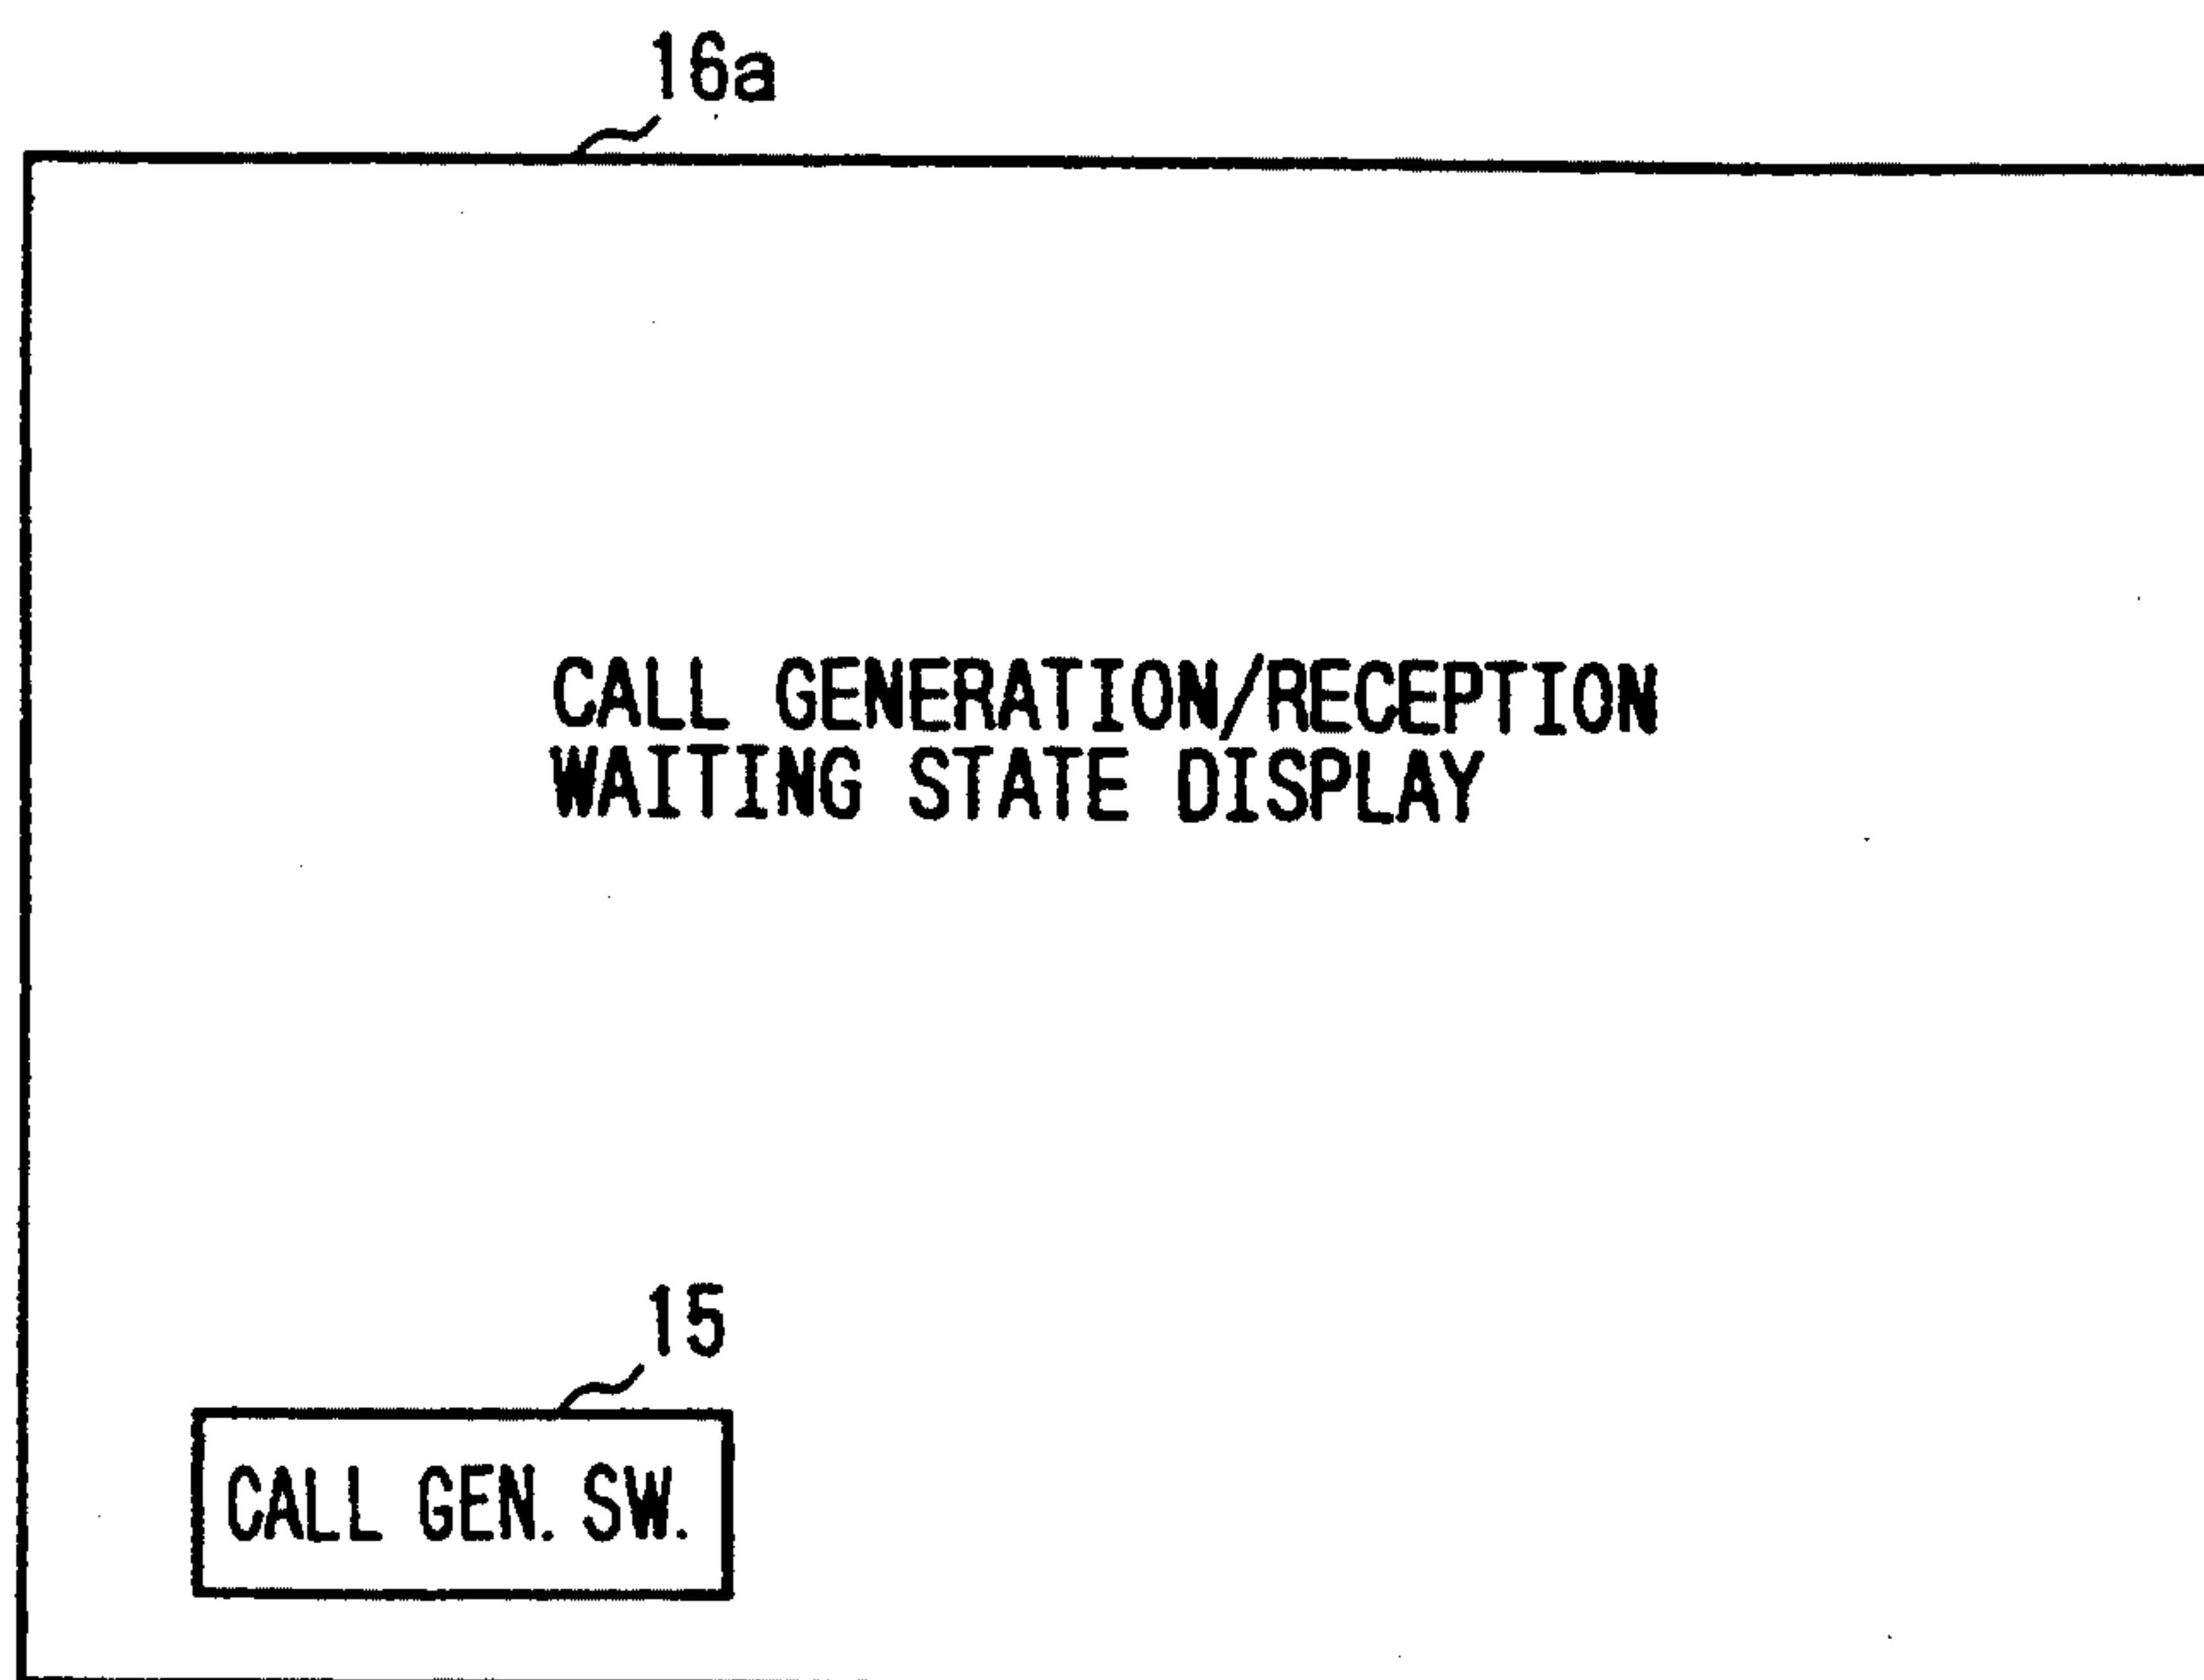 16a
CALL GENERATION/RECEPTION
WAITING STATE DISPLAY
15
CALL GEN. SW.